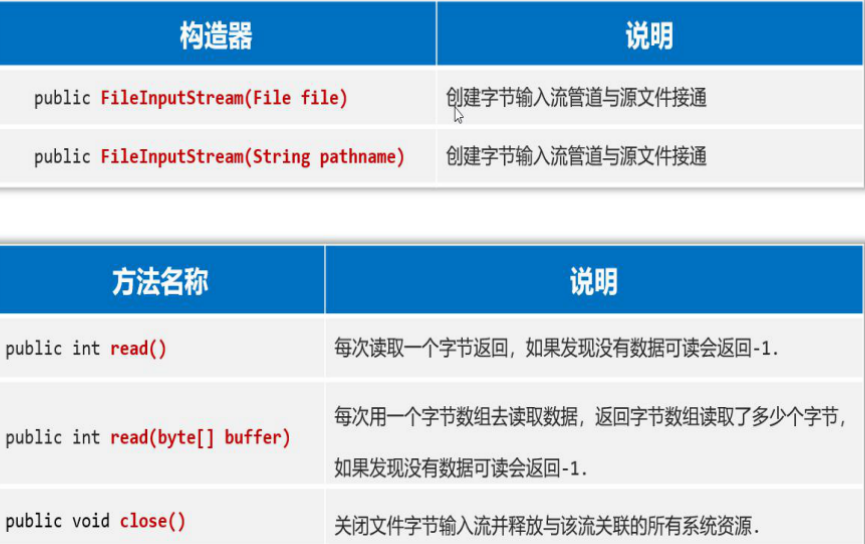 构造器 说明
public FileInputStream(File file) 创建字节输入流管道与源文件接通
public FileInputStream(String pathname) 创建字节输入流管道与源文件接通
方法名称 说明
public int read() 每次读取一个字节返回，如果发现没有数据可读会返回-1.
public int read(byte[] buffer) 每次用一个字节数组去读取数据，返回字节数组读取了多少个字节，
如果发现没有数据可读会返回-1.
public void close() 关闭文件字节输入流并释放与该流关联的所有系统资源.